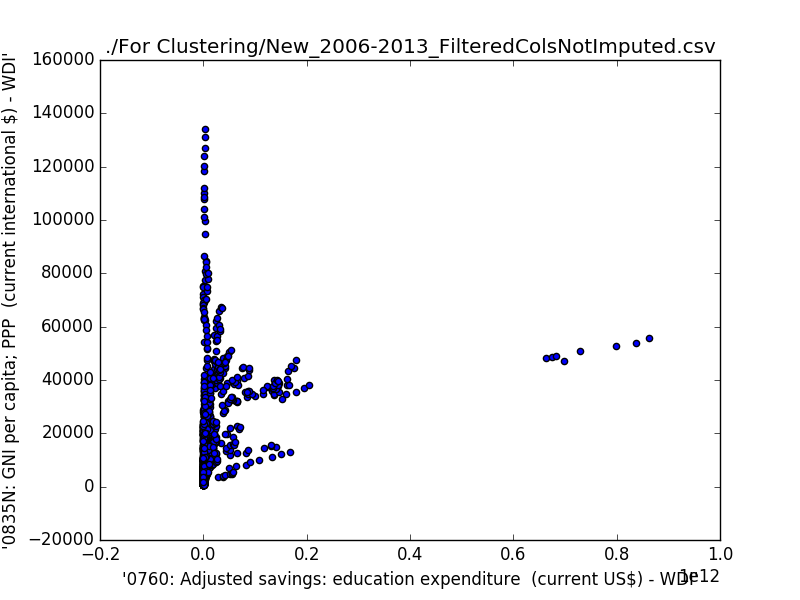 ./For Clustering/New_2006-2013_FilteredColsNotImputed.csv
160000
140000
120000
100000
80000
60000
40000
20000
0
−20000
−0.2 0.0 0.2 0.4 0.6 0.8 1.0
1e12
'0760: Adjusted savings: education expenditure (current US$) - WDI'
'0835N: GNI per capita; PPP (current international $) - WDI'